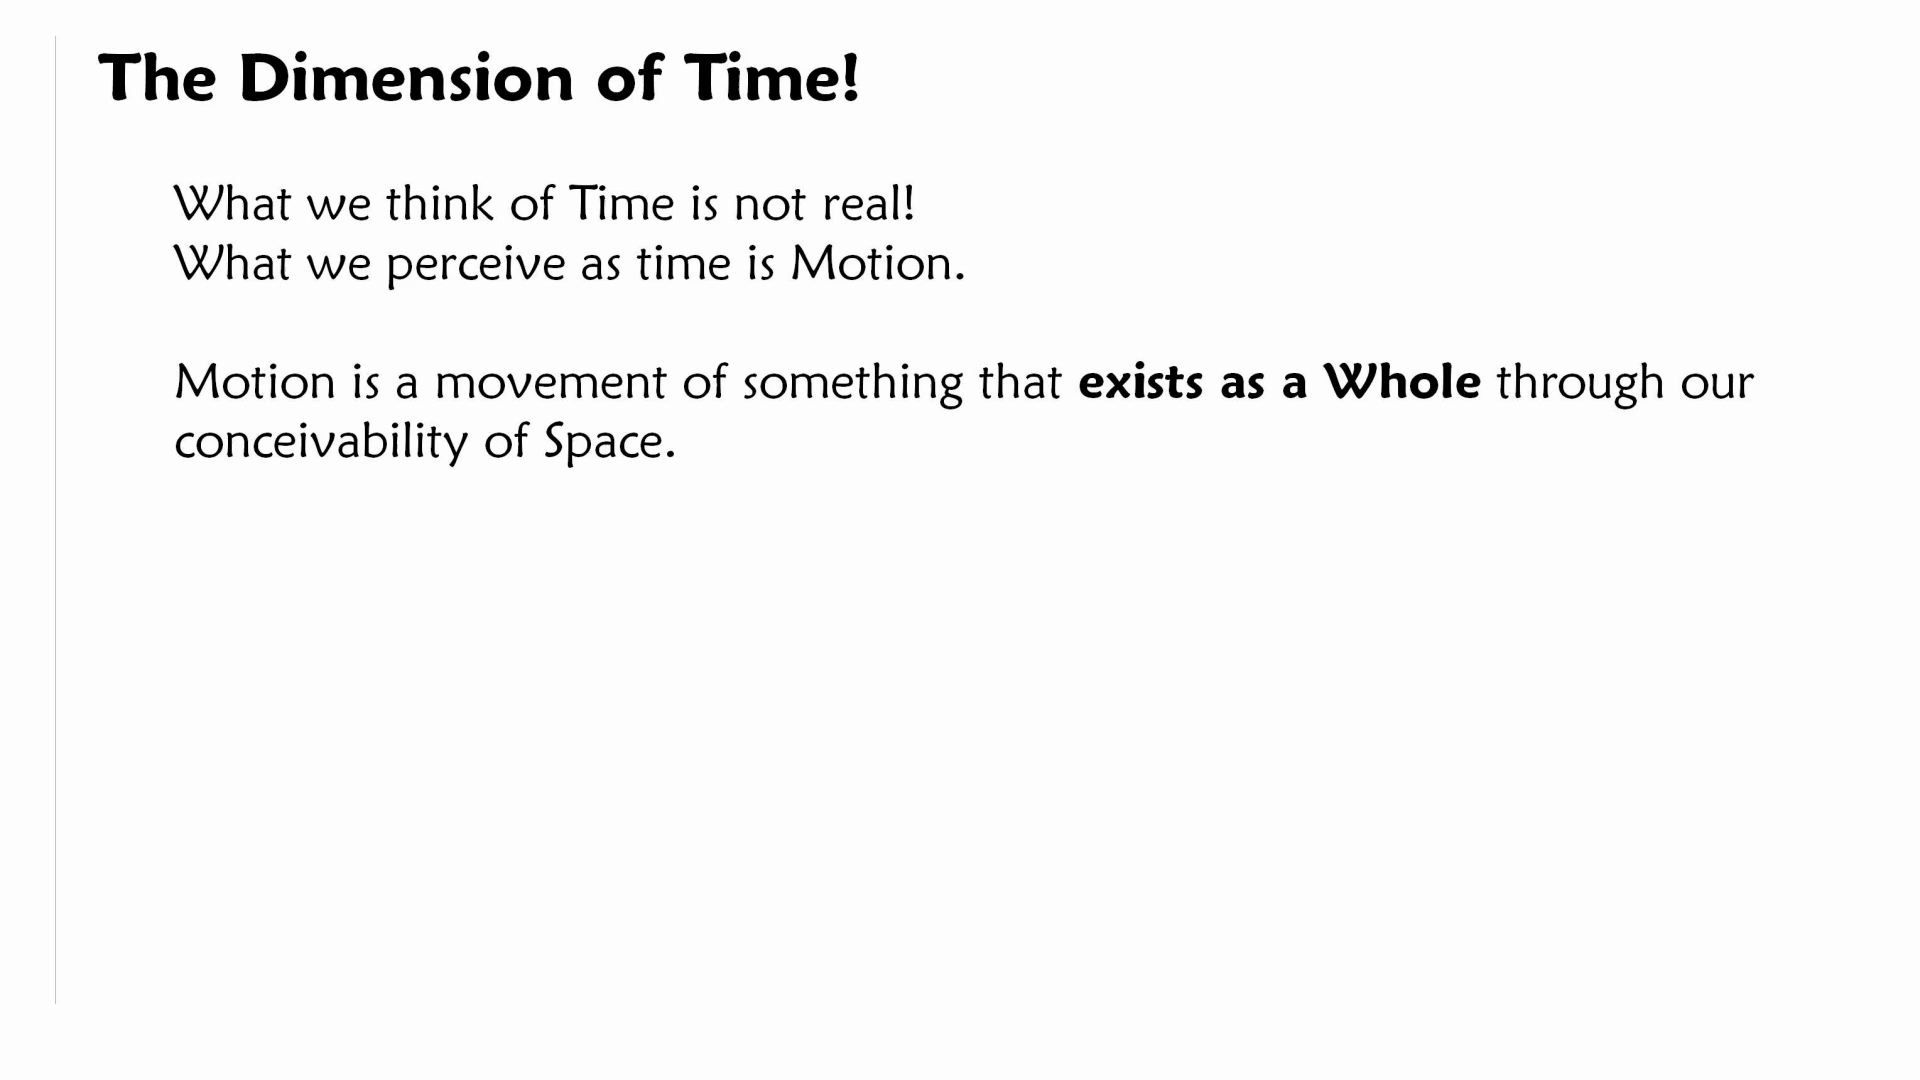 The Dimension of Time!
What we think of Time is not real!
What we perceive as time is Motion.
Motion is a movement of something that exists as a Whole through our
conceivability of Space.